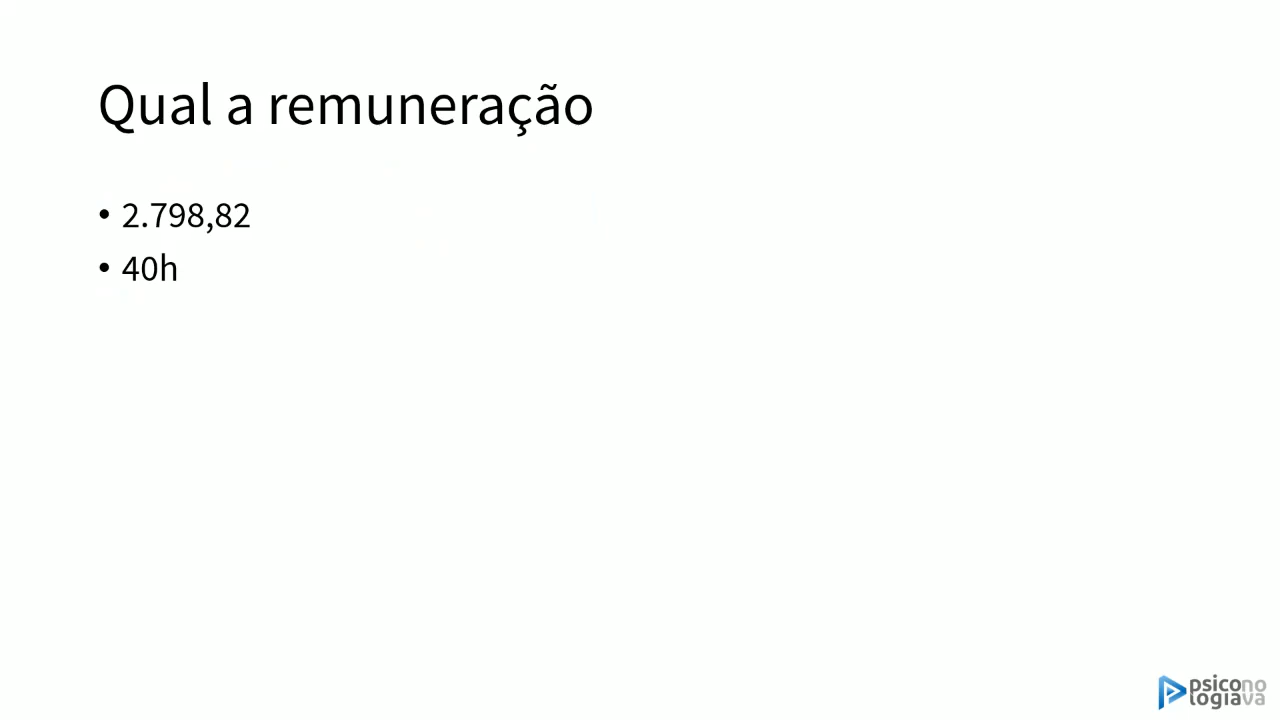 Qual a remuneração
• 2.798,82
• 40h
psicono
logiava